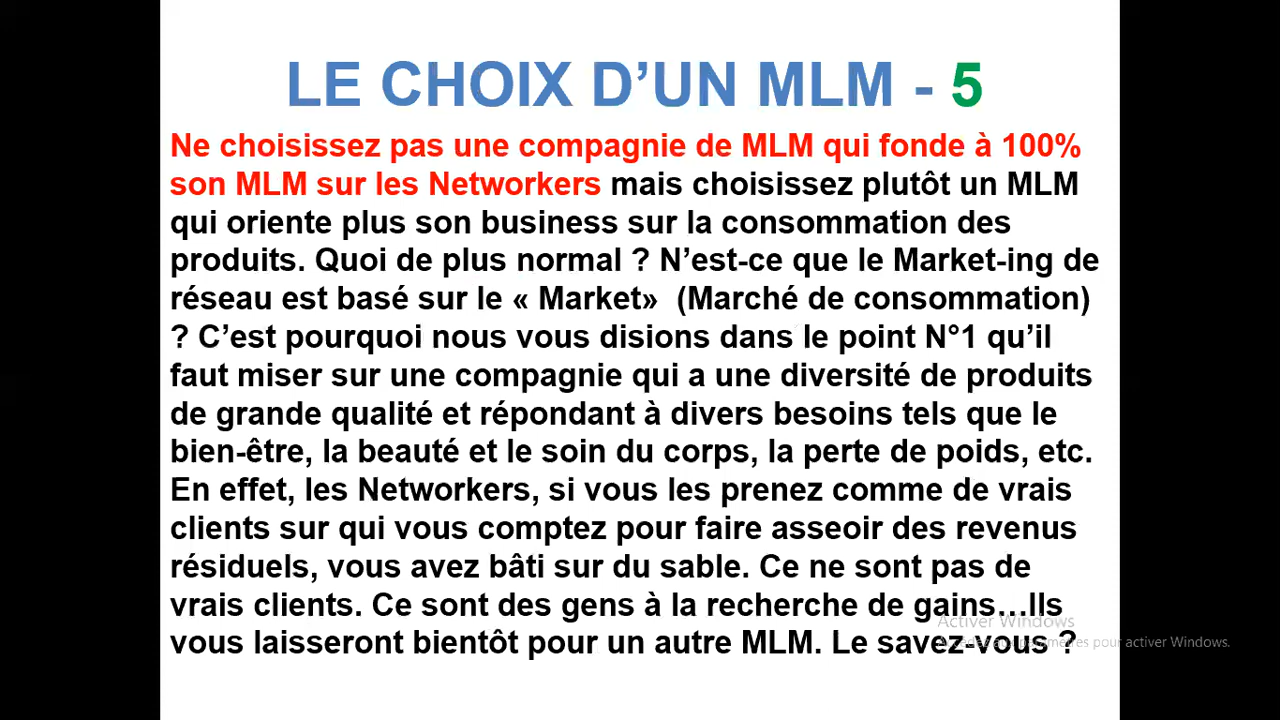 LE CHOIX D’UN MLM - 5
Ne choisissez pas une compagnie de MLM qui fonde à 100%
son MLM sur les Networkers mais choisissez plutôt un MLM
qui oriente plus son business sur la consommation des
produits. Quoi de plus normal ? N’est-ce que le Market-ing de
réseau est basé sur le « Market» (Marché de consommation)
? C’est pourquoi nous vous disions dans le point N°1 qu’il
faut miser sur une compagnie qui a une diversité de produits
de grande qualité et répondant à divers besoins tels que le
bien-être, la beauté et le soin du corps, la perte de poids, etc.
En effet, les Networkers, si vous les prenez comme de vrais
clients sur qui vous comptez pour faire asseoir des revenus
résiduels, vous avez bâti sur du sable. Ce ne sont pas de
vrais clients. Ce sont des gens à la recherche de gains…Ils
vous laisseront bientôt pour un autre MLM. Le savez-vous ?
Activer Windows
paramètres pour activer Windows.